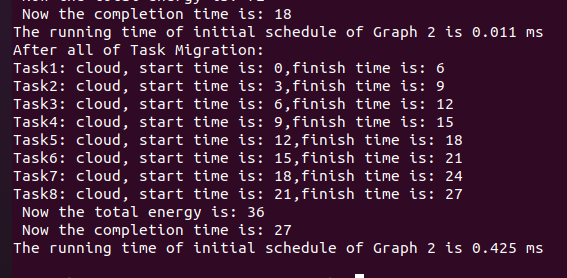 Now the completion time is: 18
The running time of initial schedule of Graph 2 is 0.011 ms
After all of Task Migration:
Task1: cloud, start time is: 0,finish time is: 6
Task2: cloud, start time is: 3,finish time is: 9
Task3: cloud, start time is: 6,finish time is: 12
Task4: cloud, start time is: 9,finish time is: 15
Task5: cloud, start time is: 12,finish time is: 18
Task6: cloud, start time is: 15,finish time is: 21
Task7: cloud, start time is: 18,finish time is: 24
Task8: cloud, start time is: 21,finish time is: 27
Now the total energy is: 36
Now the completion time is: 27
The running time of initial schedule of Graph 2 is 0.425 ms